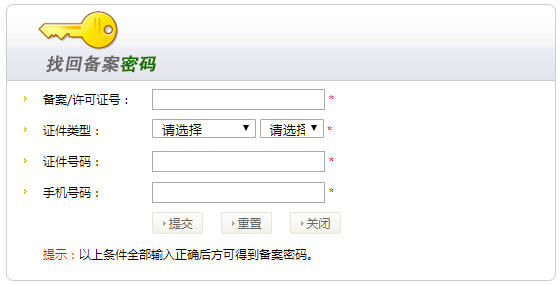 找回备案密码
备案/许可证号： *
证件类型： 请选择 请选择 *
证件号码： *
手机号码： *
提交 重置 关闭
提示：以上条件全部输入正确后方可得到备案密码。